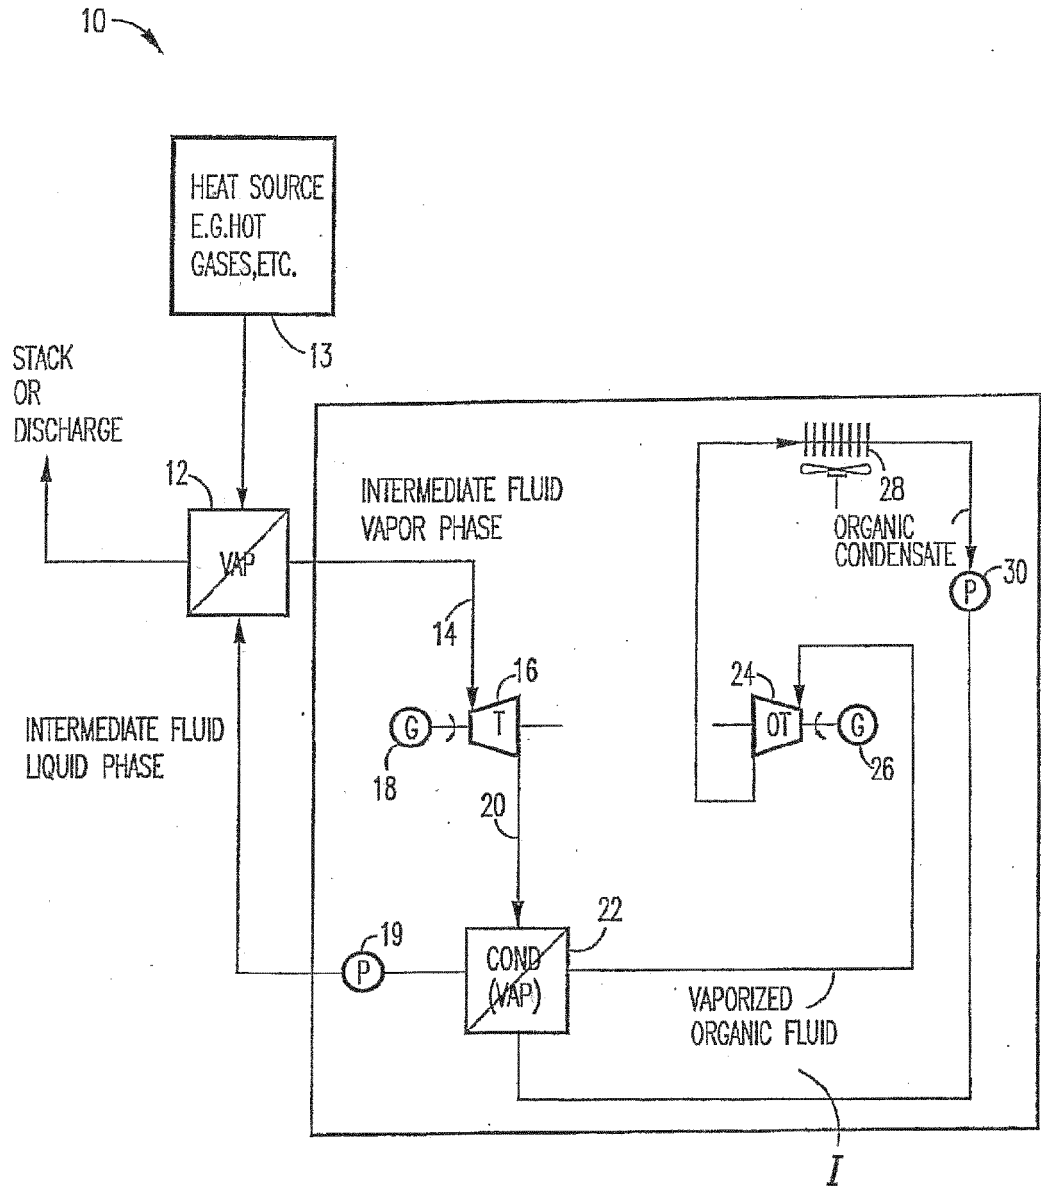 10
HEAT SOURCE
E.G.HOT
GASES,ETC.
13
STACK
OR
DISCHARGE
12
VAP
INTERMEDIATE FLUID
VAPOR PHASE
28
ORGANIC
CONDENSATE
30
P
14
16
24
T
G
18
OT
G
26
INTERMEDIATE FLUID
LIQUID PHASE
20
22
19
P
COND
(VAP)
VAPORIZED
ORGANIC FLUID
I